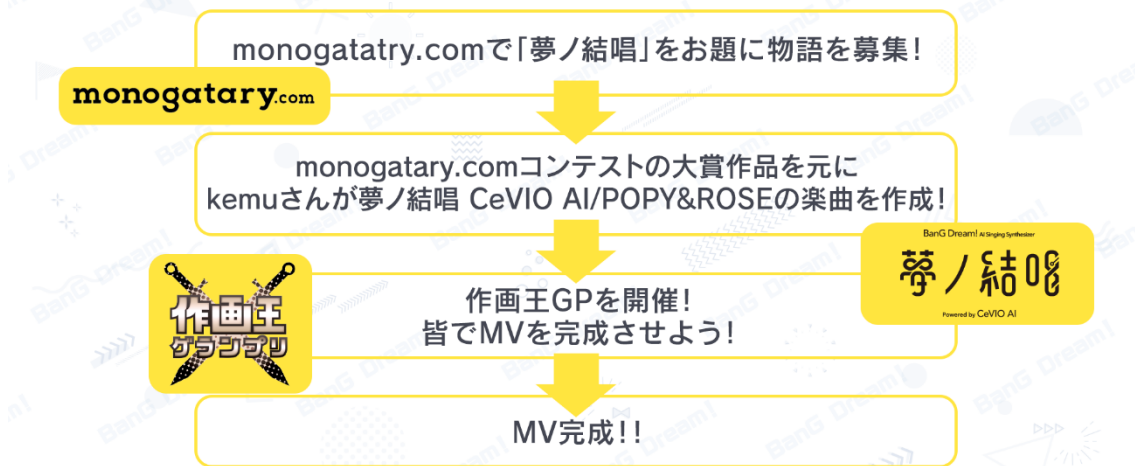 monogatatry.comで「夢ノ結唱」をお題に物語を募集！
monogatary.com
monogatary.comコンテストの大賞作品を元に
kemuさんが夢ノ結唱 CeVIO AI/POPY&ROSEの楽曲を作成！
BanG Dream! AI Singing Synthesizer
夢ノ結唱
Powered by CeVIO AI
作画王
グランプリ
作画王GPを開催！
皆でMVを完成させよう！
MV完成！！
BanG Dream!